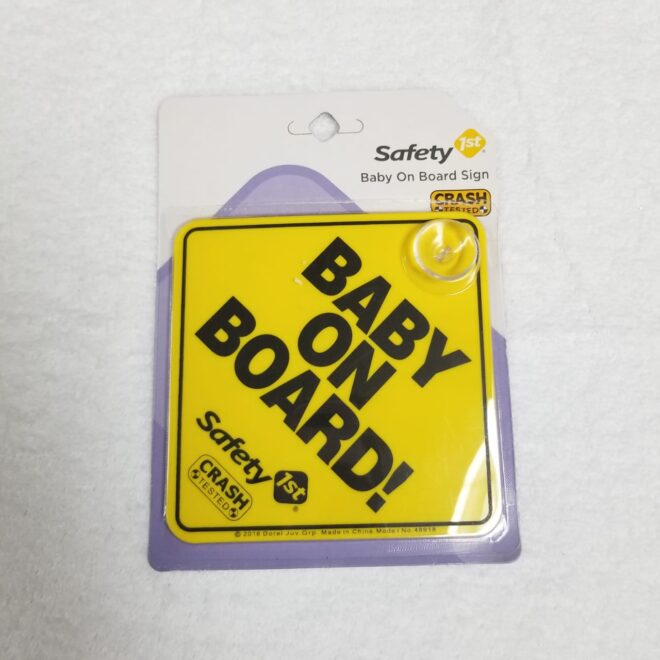 Safety 1st
Baby On Board Sign
CRASH
TESTED
BABY
ON
BOARD!
Safety 1st
CRASH
TESTED
© 2016 Dorel Juv. Grp. Made in China Model No.48918